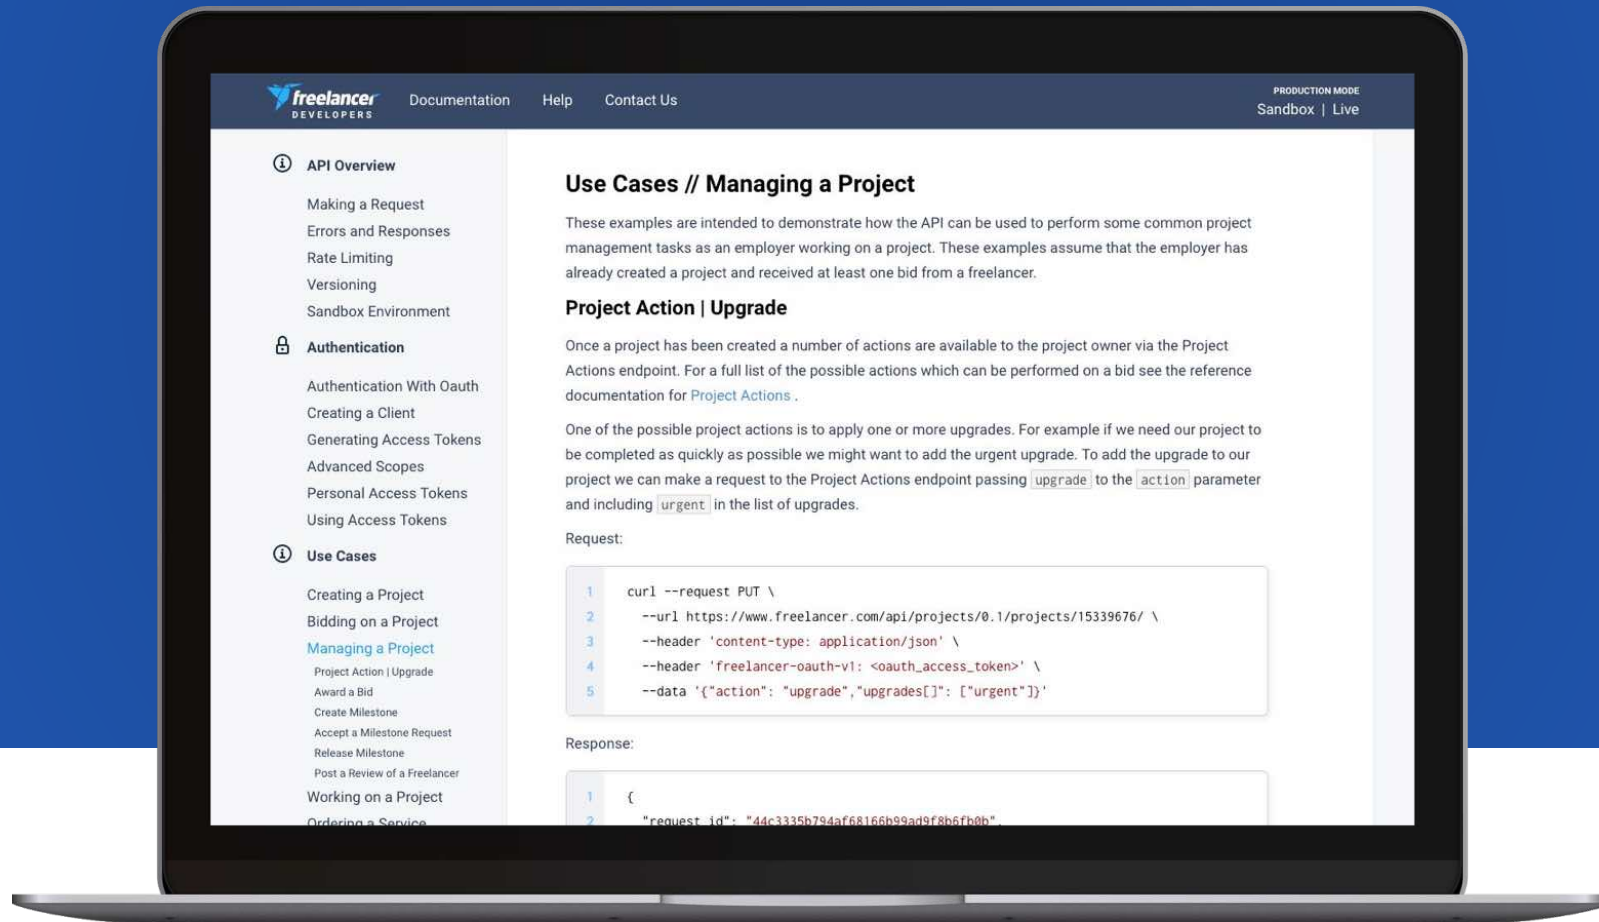 freelancer
DEVELOPERS
Documentation
Help
Contact Us
PRODUCTION MODE
Sandbox | Live
API Overview
Making a Request
Errors and Responses
Rate Limiting
Versioning
Sandbox Environment
Authentication
Authentication With Oauth
Creating a Client
Generating Access Tokens
Advanced Scopes
Personal Access Tokens
Using Access Tokens
Use Cases
Creating a Project
Bidding on a Project
Managing a Project
Project Action | Upgrade
Award a Bid
Create Milestone
Accept a Milestone Request
Release Milestone
Post a Review of a Freelancer
Working on a Project
Ordering a Service
Use Cases // Managing a Project
These examples are intended to demonstrate how the API can be used to perform some common project
management tasks as an employer working on a project. These examples assume that the employer has
already created a project and received at least one bid from a freelancer.
Project Action | Upgrade
Once a project has been created a number of actions are available to the project owner via the Project
Actions endpoint. For a full list of the possible actions which can be performed on a bid see the reference
documentation for Project Actions .
One of the possible project actions is to apply one or more upgrades. For example if we need our project to
be completed as quickly as possible we might want to add the urgent upgrade. To add the upgrade to our
project we can make a request to the Project Actions endpoint passing upgrade to the action parameter
and including urgent in the list of upgrades.
Request:
1 curl --request PUT \
2 --url https://www.freelancer.com/api/projects/0.1/projects/15339676/ \
3 --header 'content-type: application/json' \
4 --header 'freelancer-oauth-v1: <oauth_access_token>' \
5 --data '{"action": "upgrade","upgrades[]": ["urgent"]}'
Response:
1 {
2 "request_id": "44c3335b794af68166b99ad9f8b6fb0b",